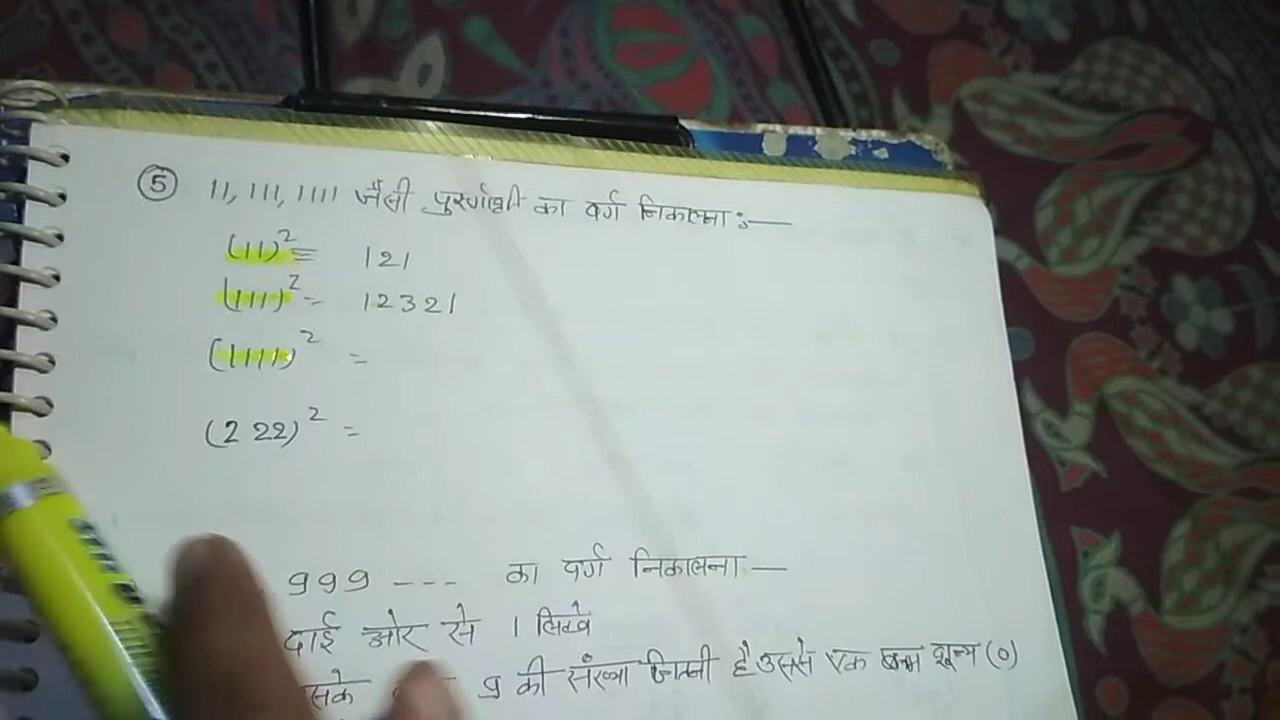 ⑤ 11, 111, 1111 जैसी का वर्ग निकालना :—
(11)² = 121
(111)² = 12321
(1111)² =
(222)² =
999 --- का वर्ग निकालना —
दाई ओर से 1 लिखे
9 की संख्या जितनी है उससे एक कम शून्य (0)